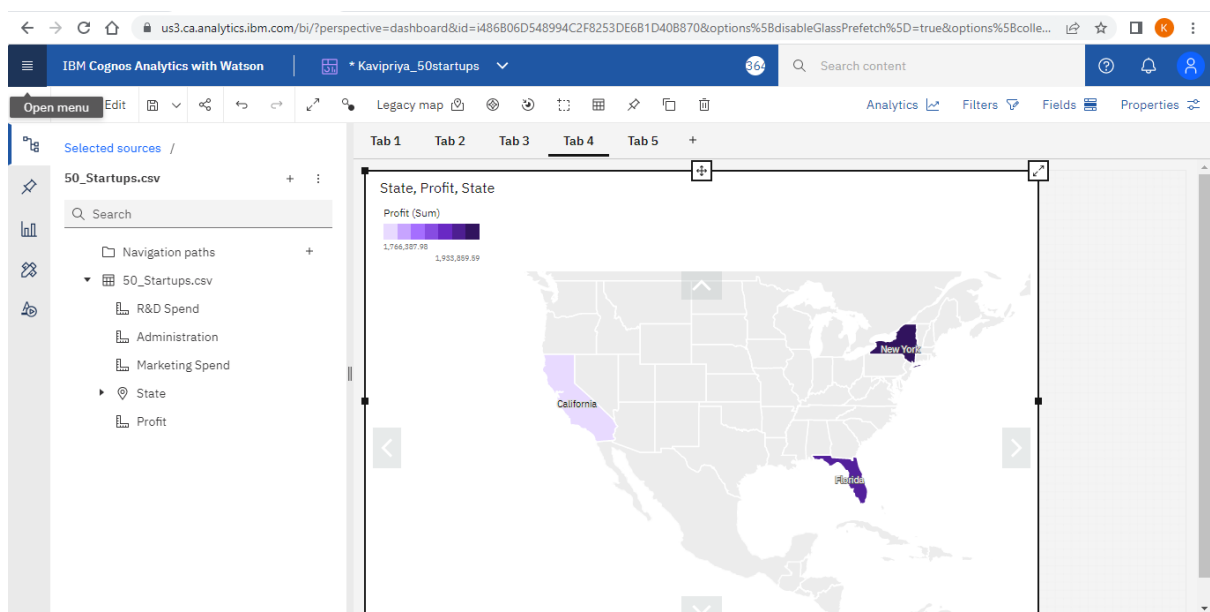 us3.ca.analytics.ibm.com/bi/?perspective=dashboard&id=i486B06D548994C2F8253DE6B1D40B870&options%5BdisableGlassPrefetch%5D=true&options%5Bcolle...
K
IBM Cognos Analytics with Watson
* Kavipriya_50startups
364
Search content
Open menu
Edit
Legacy map
Analytics
Filters
Fields
Properties
Selected sources /
50_Startups.csv
Search
Navigation paths
50_Startups.csv
R&D Spend
Administration
Marketing Spend
State
Profit
Tab 1 Tab 2 Tab 3 Tab 4 Tab 5 +
State, Profit, State
Profit (Sum)
1,766,387.98
1,933,859.59
New York
California
Florida